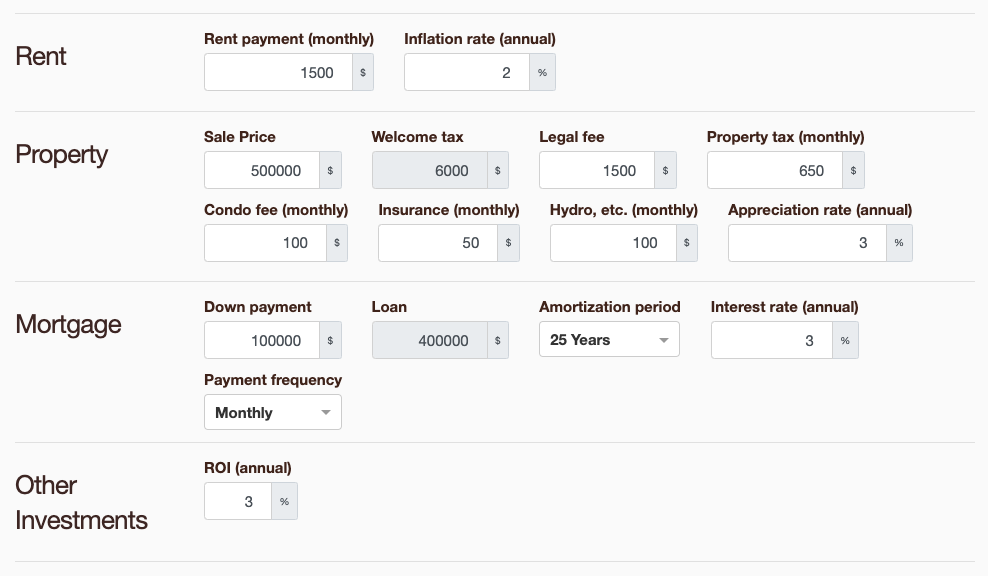 Rent
Rent payment (monthly) Inflation rate (annual)
1500 $ 2 %
Property
Sale Price Welcome tax Legal fee Property tax (monthly)
500000 $ 6000 $ 1500 $ 650 $
Condo fee (monthly) Insurance (monthly) Hydro, etc. (monthly) Appreciation rate (annual)
100 $ 50 $ 100 $ 3 %
Mortgage
Down payment Loan Amortization period Interest rate (annual)
100000 $ 400000 $ 25 Years 3 %
Payment frequency
Monthly
Other
Investments
ROI (annual)
3 %